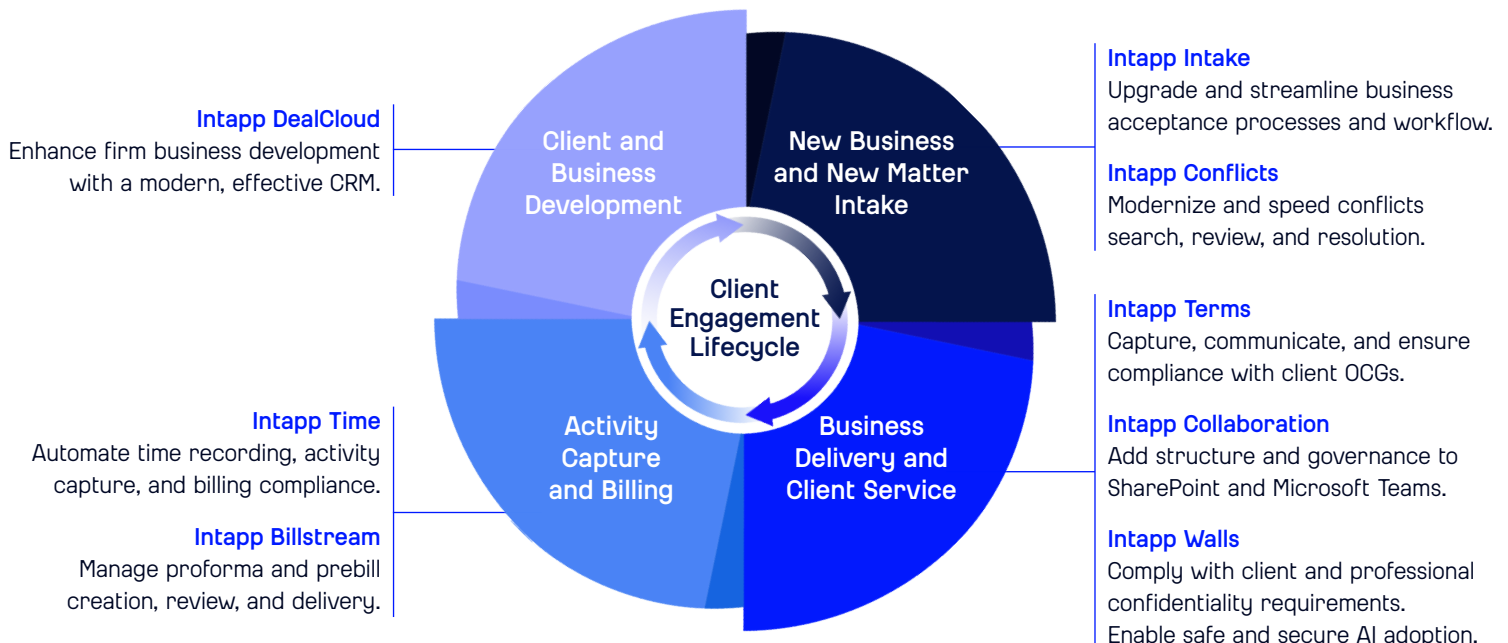 Intapp DealCloud
Enhance firm business development
with a modern, effective CRM.
Client and
Business
Development
New Business
and New Matter
Intake
Intapp Intake
Upgrade and streamline business
acceptance processes and workflow.
Intapp Conflicts
Modernize and speed conflicts
search, review, and resolution.
Client
Engagement
Lifecycle
Intapp Time
Automate time recording, activity
capture, and billing compliance.
Intapp Billstream
Manage proforma and prebill
creation, review, and delivery.
Activity
Capture
and Billing
Business
Delivery and
Client Service
Intapp Terms
Capture, communicate, and ensure
compliance with client OCGs.
Intapp Collaboration
Add structure and governance to
SharePoint and Microsoft Teams.
Intapp Walls
Comply with client and professional
confidentiality requirements.
Enable safe and secure AI adoption.